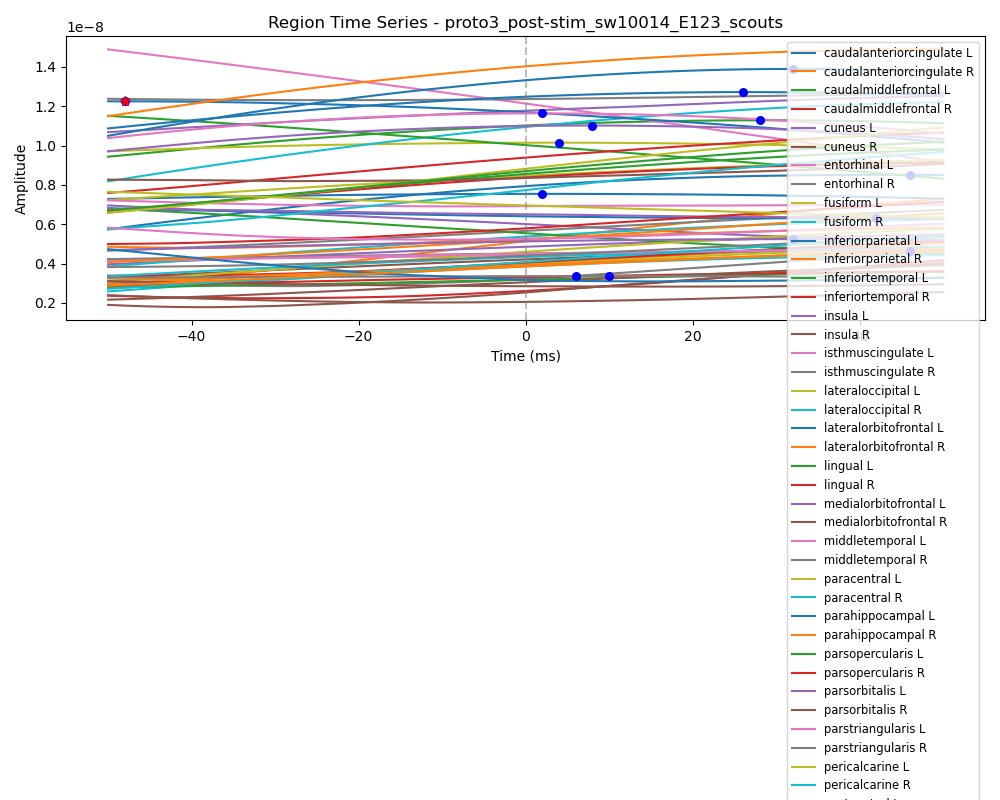 Region Time Series - proto3_post-stim_sw10014_E123_scouts
1e−8
Amplitude
1.4
1.2
1.0
0.8
0.6
0.4
0.2
−40
−20
0
20
Time (ms)
caudalanteriorcingulate L
caudalanteriorcingulate R
caudalmiddlefrontal L
caudalmiddlefrontal R
cuneus L
cuneus R
entorhinal L
entorhinal R
fusiform L
fusiform R
inferiorparietal L
inferiorparietal R
inferiortemporal L
inferiortemporal R
insula L
insula R
isthmuscingulate L
isthmuscingulate R
lateraloccipital L
lateraloccipital R
lateralorbitofrontal L
lateralorbitofrontal R
lingual L
lingual R
medialorbitofrontal L
medialorbitofrontal R
middletemporal L
middletemporal R
paracentral L
paracentral R
parahippocampal L
parahippocampal R
parsopercularis L
parsopercularis R
parsorbitalis L
parsorbitalis R
parstriangularis L
parstriangularis R
pericalcarine L
pericalcarine R